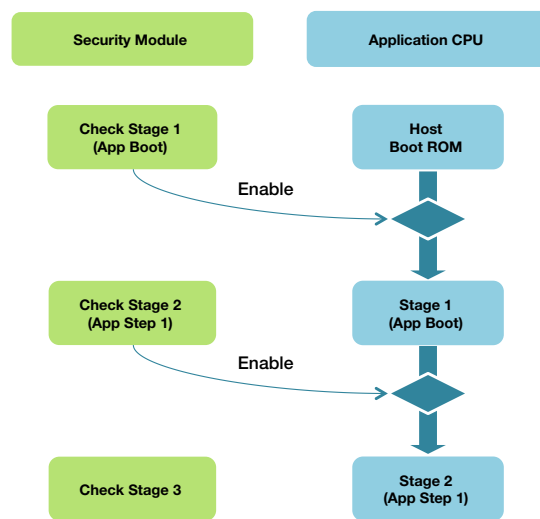 Security Module
Application CPU
Check Stage 1
(App Boot)
Host
Boot ROM
Enable
Check Stage 2
(App Step 1)
Stage 1
(App Boot)
Enable
Check Stage 3
Stage 2
(App Step 1)